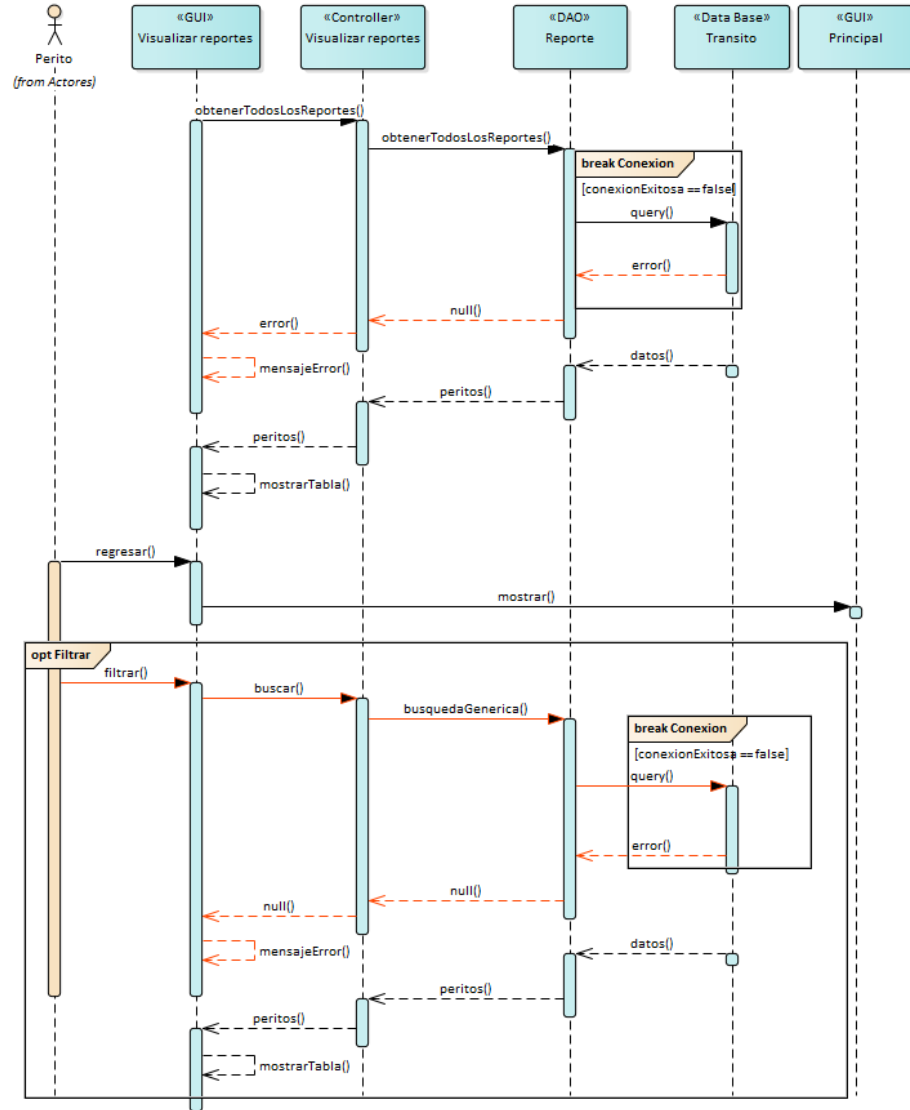 «GUI»
Visualizar reportes
«Controller»
Visualizar reportes
«DAO»
Reporte
«Data Base»
Transito
«GUI»
Principal
Perito
(from Actores)
obtenerTodosLosReportes()
obtenerTodosLosReportes()
break Conexion
[conexionExitosa ==false]
query()
error()
null()
error()
mensajeError()
datos()
peritos()
peritos()
mostrarTabla()
regresar()
mostrar()
opt Filtrar
filtrar()
buscar()
busquedaGenerica()
break Conexion
[conexionExitosa ==false]
query()
error()
null()
null()
mensajeError()
datos()
peritos()
peritos()
mostrarTabla()